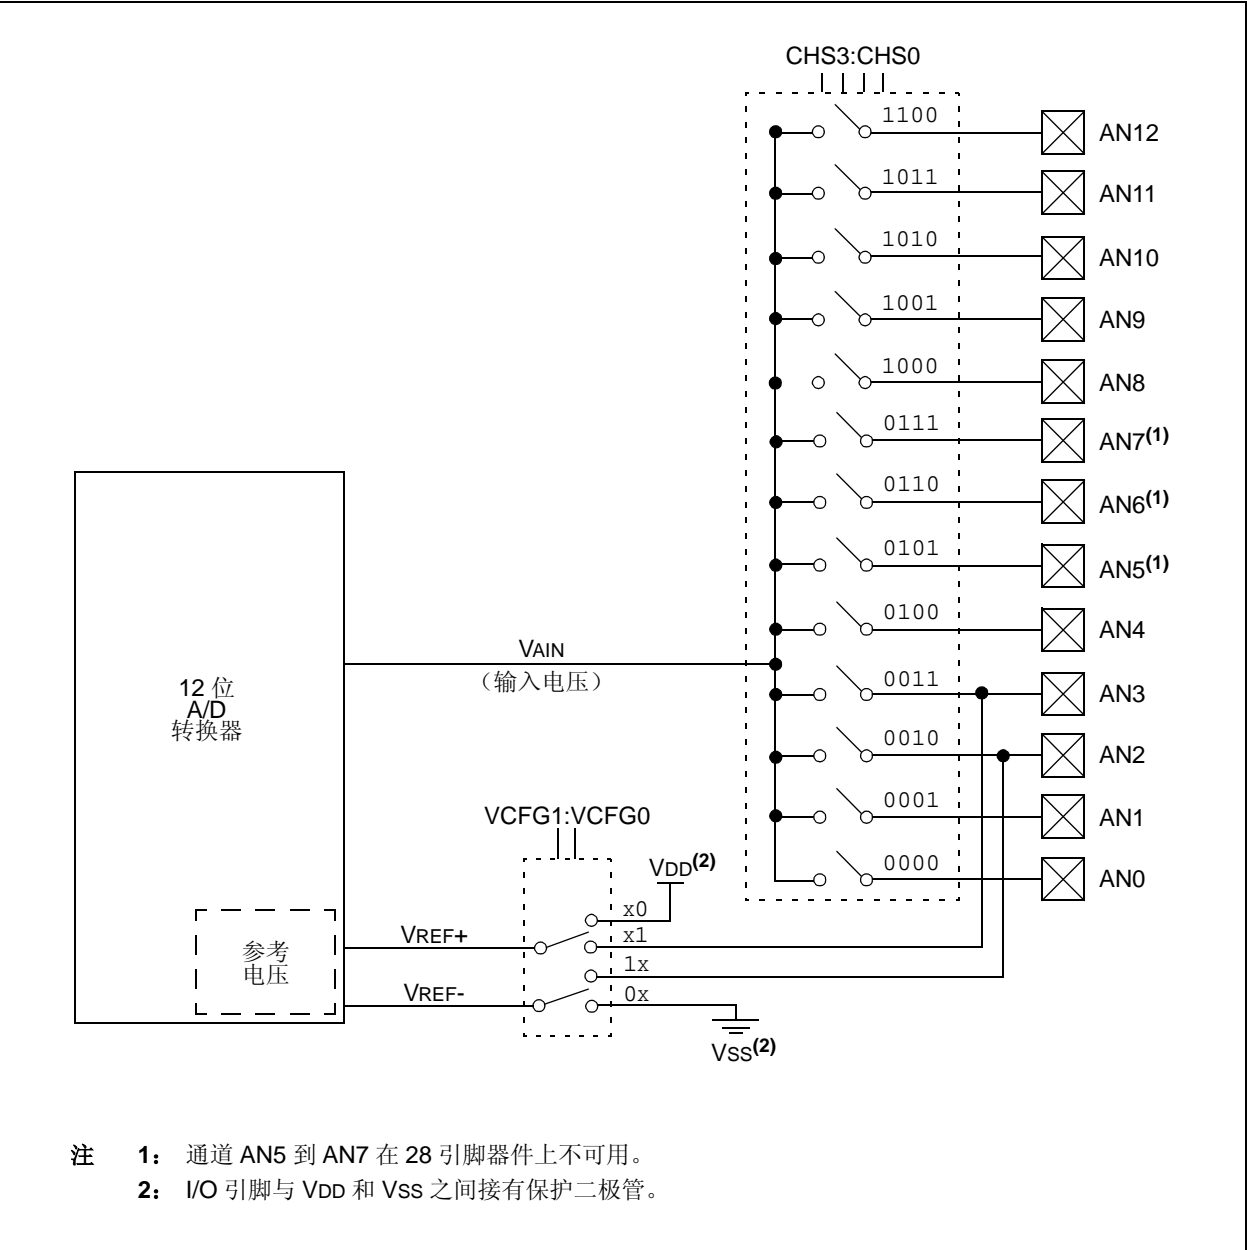 CHS3:CHS0
1100
AN12
1011
AN11
1010
AN10
1001
AN9
1000
AN8
0111
AN7(1)
0110
AN6(1)
0101
AN5(1)
0100
AN4
VAIN
(输入电压)
12 位
A/D
转换器
0011
AN3
0010
AN2
0001
AN1
0000
AN0
VCFG1:VCFG0
VDD(2)
x0
VREF+
x1
参考
电压
1x
VREF-
0x
VSS(2)
注 1: 通道 AN5 到 AN7 在 28 引脚器件上不可用。
2: I/O 引脚与 VDD 和 VSS 之间接有保护二极管。